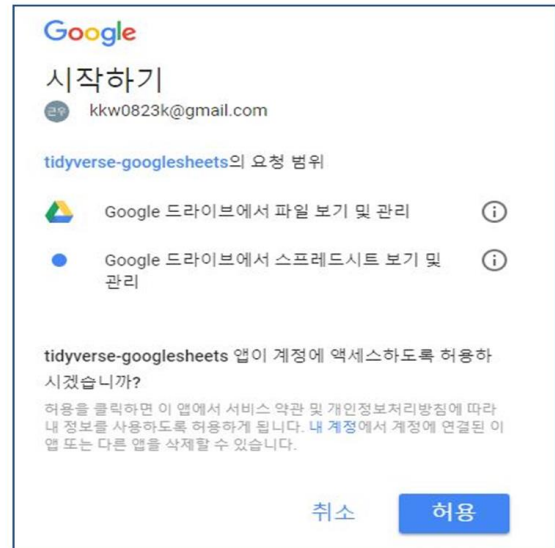 Google
시작하기
근우 kkw0823k@gmail.com
tidyverse-googlesheets의 요청 범위
Google 드라이브에서 파일 보기 및 관리
Google 드라이브에서 스프레드시트 보기 및
관리
tidyverse-googlesheets 앱이 계정에 액세스하도록 허용하
시겠습니까?
허용을 클릭하면 이 앱에서 서비스 약관 및 개인정보처리방침에 따라
내 정보를 사용하도록 허용하게 됩니다. 내 계정에서 계정에 연결된 이
앱 또는 다른 앱을 삭제할 수 있습니다.
취소 허용